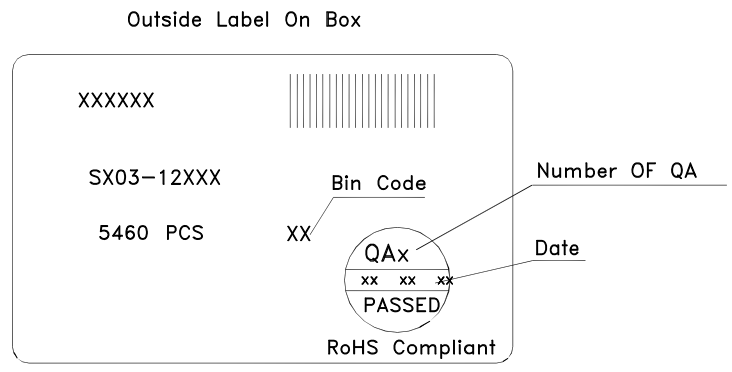 Outside Label On Box
XXXXXX
SX03-12XXX
Bin Code
Number OF QA
5460 PCS
XX
QAx
Date
xx xx xx
PASSED
RoHS Compliant